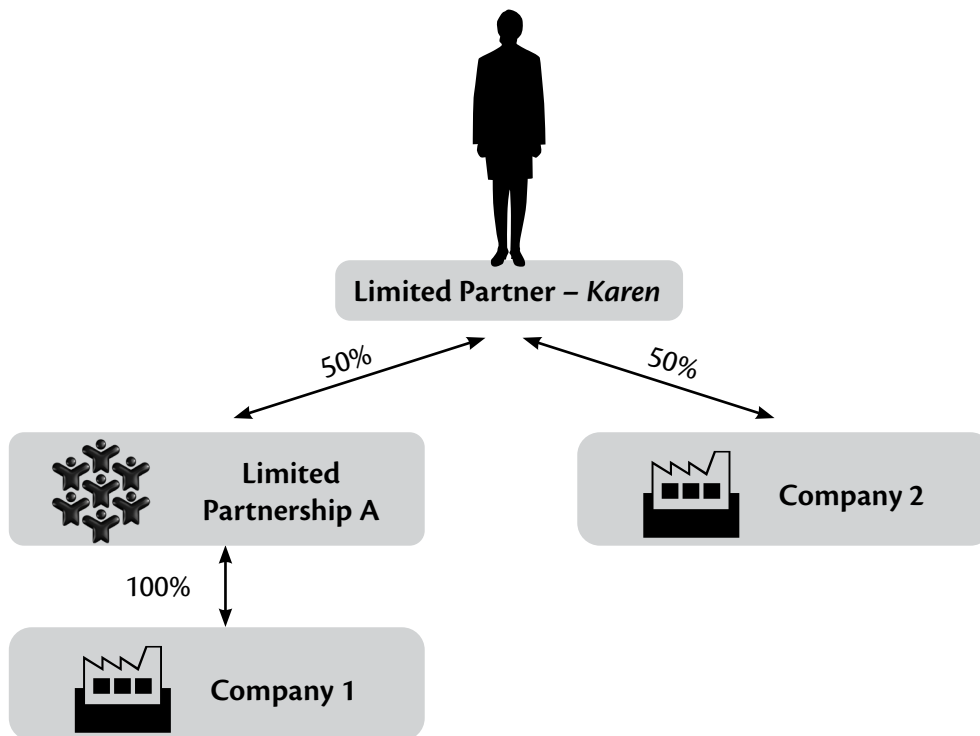 Limited Partner – Karen
50%
50%
Limited
Partnership A
Company 2
100%
Company 1